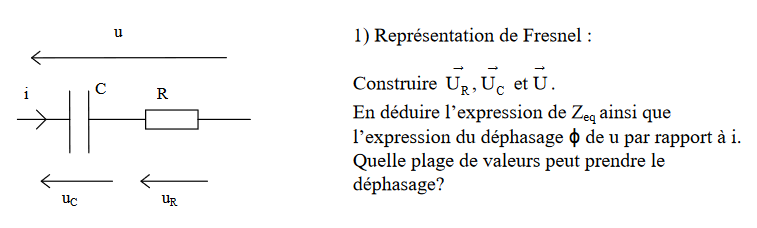 u
i
C
R
uC
uR
1) Représentation de Fresnel :
Construire U⃗R, U⃗C et U⃗.
En déduire l’expression de Zeq ainsi que
l’expression du déphasage ϕ de u par rapport à i.
Quelle plage de valeurs peut prendre le
déphasage?